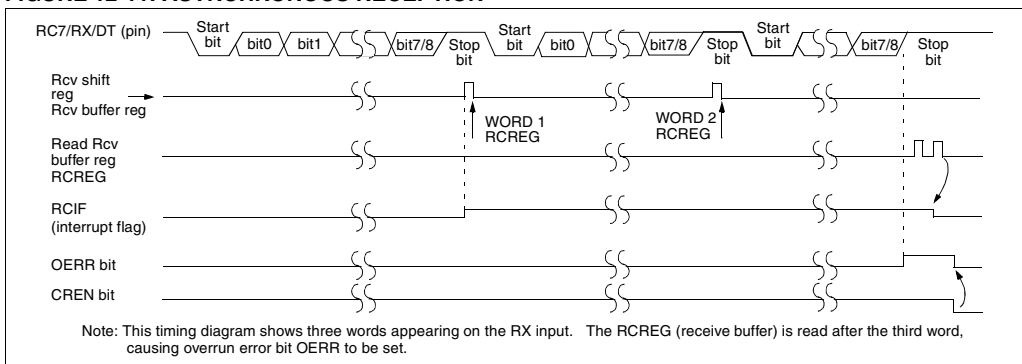 RC7/RX/DT (pin)
Start bit
bit0
bit1
bit7/8
Stop bit
Start bit
bit0
bit7/8
Stop bit
Start bit
bit7/8
Stop bit
Rcv shift
reg
Rcv buffer reg
WORD 1
RCREG
WORD 2
RCREG
Read Rcv
buffer reg
RCREG
RCIF
(interrupt flag)
OERR bit
CREN bit
Note: This timing diagram shows three words appearing on the RX input. The RCREG (receive buffer) is read after the third word,
causing overrun error bit OERR to be set.